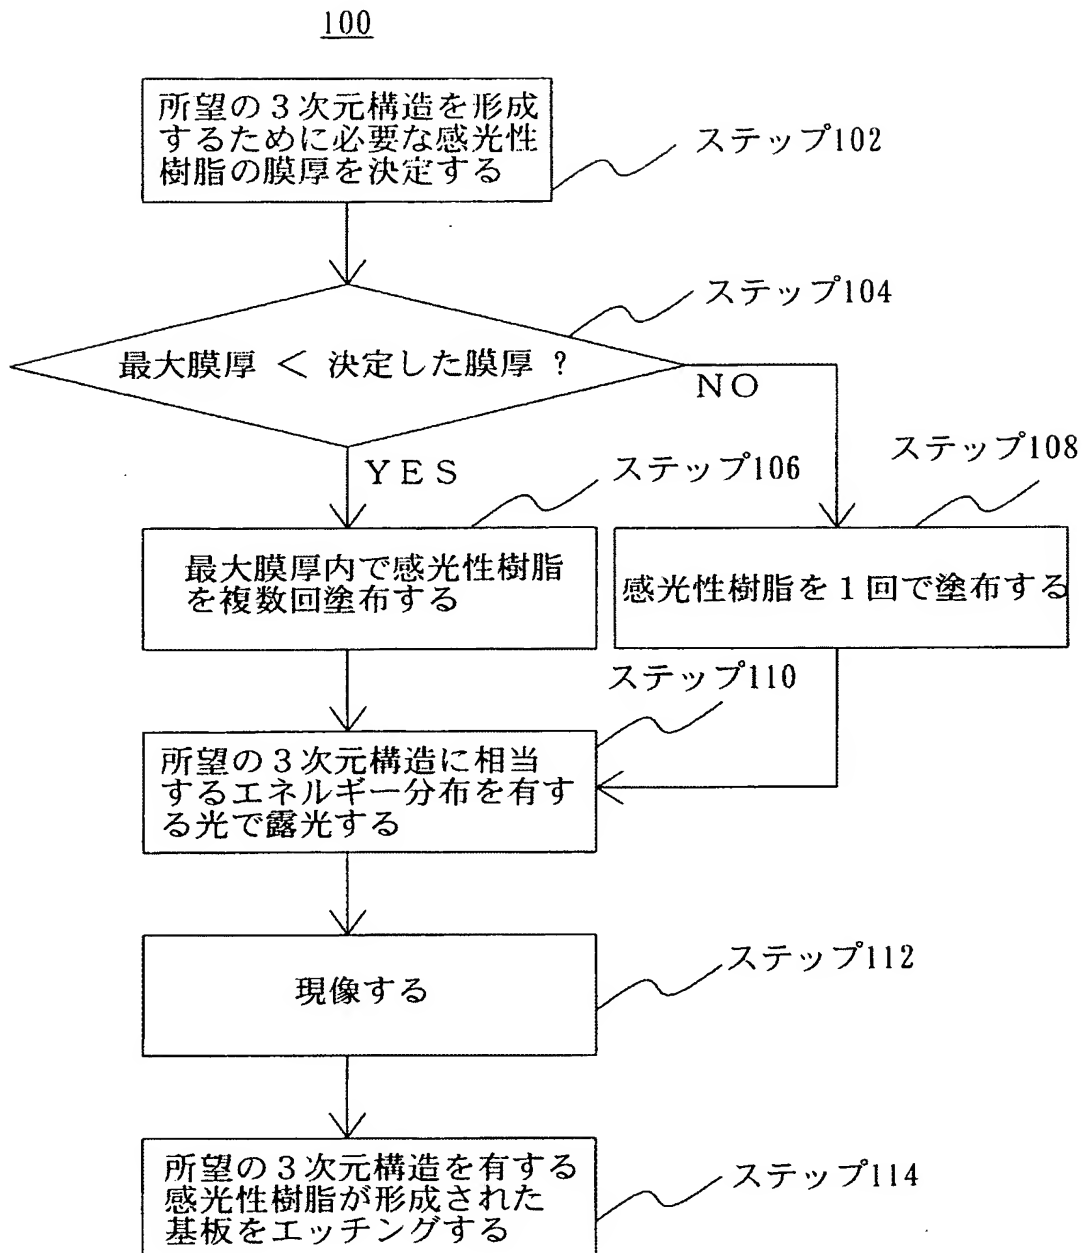 100
所望の３次元構造を形成
するために必要な感光性
樹脂の膜厚を決定する
ステップ102
ステップ104
最大膜厚 ＜ 決定した膜厚 ？
ＮＯ
ＹＥＳ
ステップ106
ステップ108
最大膜厚内で感光性樹脂
を複数回塗布する
感光性樹脂を１回で塗布する
ステップ110
所望の３次元構造に相当
するエネルギー分布を有す
る光で露光する
ステップ112
現像する
所望の３次元構造を有する
感光性樹脂が形成された
基板をエッチングする
ステップ114